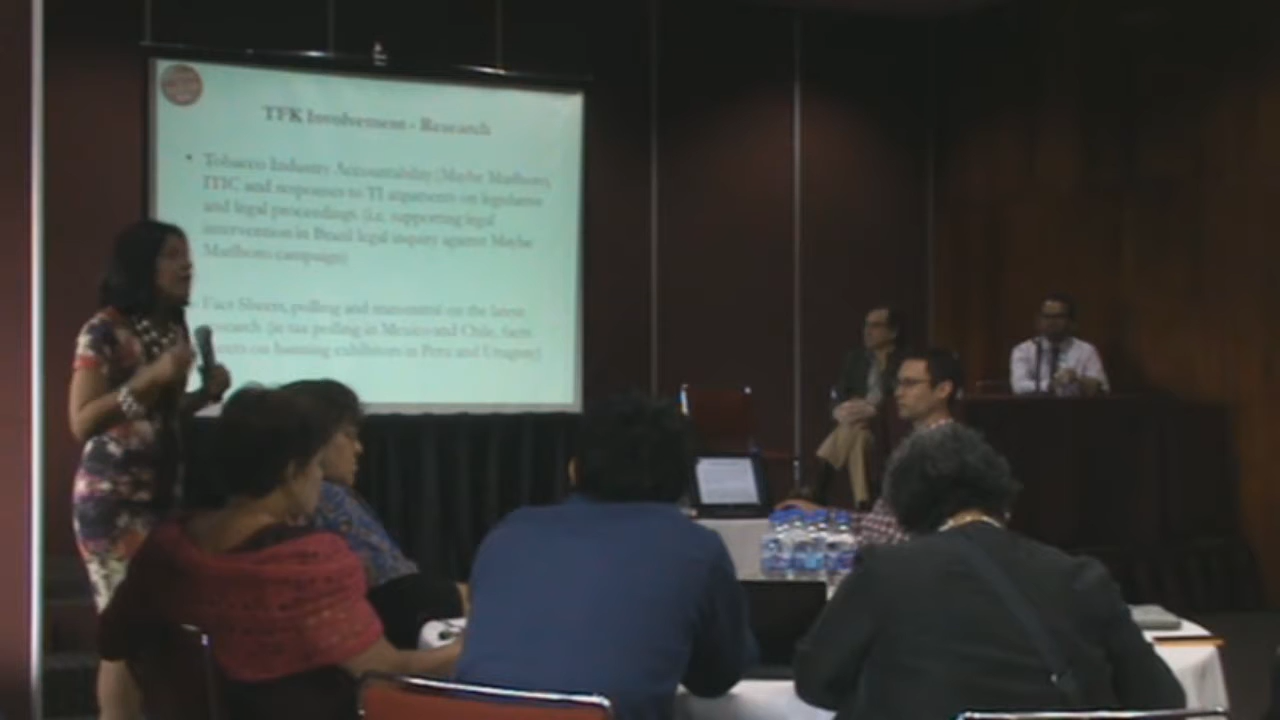 TFK Involvement - Research
• Tobacco Industry Accountability (Maybe Marlboro,
ITIC and responses to TI arguments on legislative
and legal proceedings (i.e. supporting legal
intervention in Brazil legal inquiry against Maybe
Marlboro campaign)
Fact Sheets, polling and on the latest
research (ie tax polling in Mexico and Chile, facts
on banning exhibitors in Peru and Uruguay)